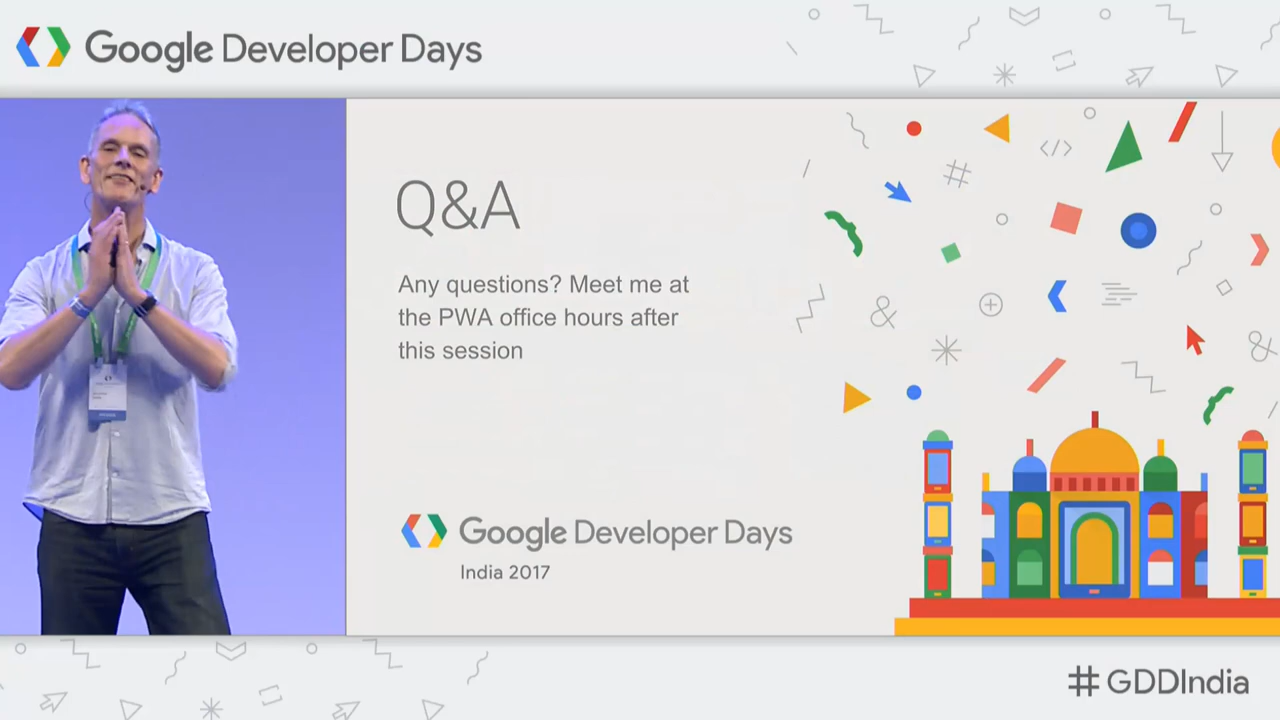 Google Developer Days
Q&A
Any questions? Meet me at
the PWA office hours after
this session
Google Developer Days
India 2017
#GDDIndia